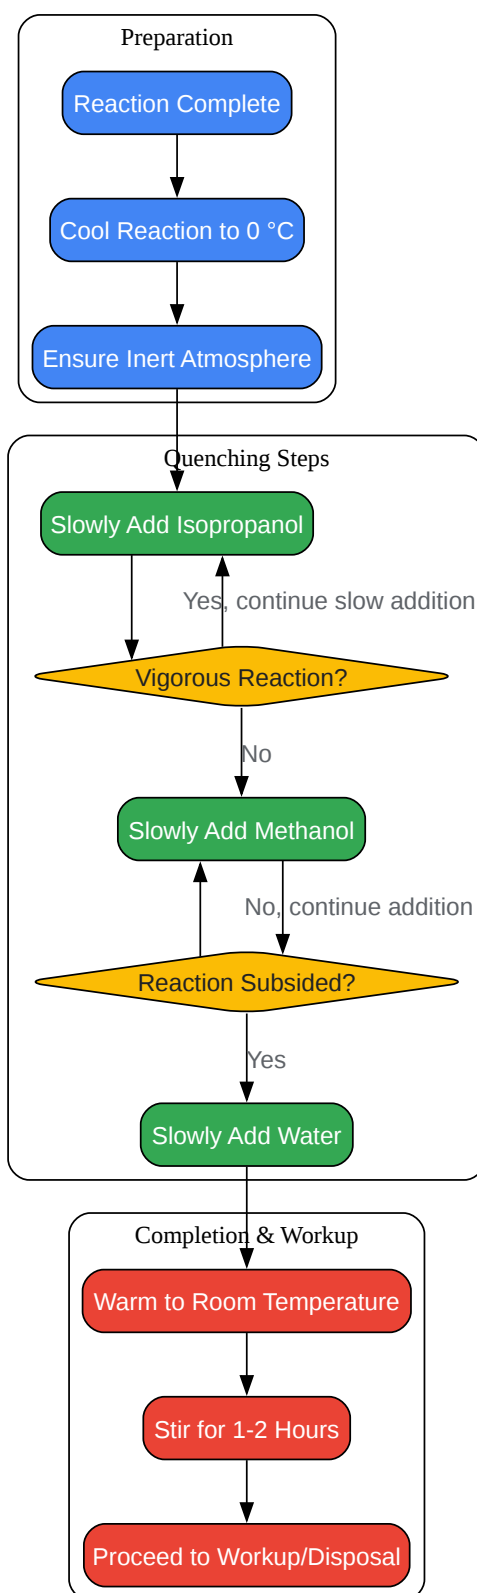 Preparation
Reaction Complete
Cool Reaction to 0 °C
Ensure Inert Atmosphere
Quenching Steps
Slowly Add Isopropanol
Yes, continue slow addition
Vigorous Reaction?
No
Slowly Add Methanol
No, continue addition
Reaction Subsided?
Yes
Slowly Add Water
Completion & Workup
Warm to Room Temperature
Stir for 1-2 Hours
Proceed to Workup/Disposal